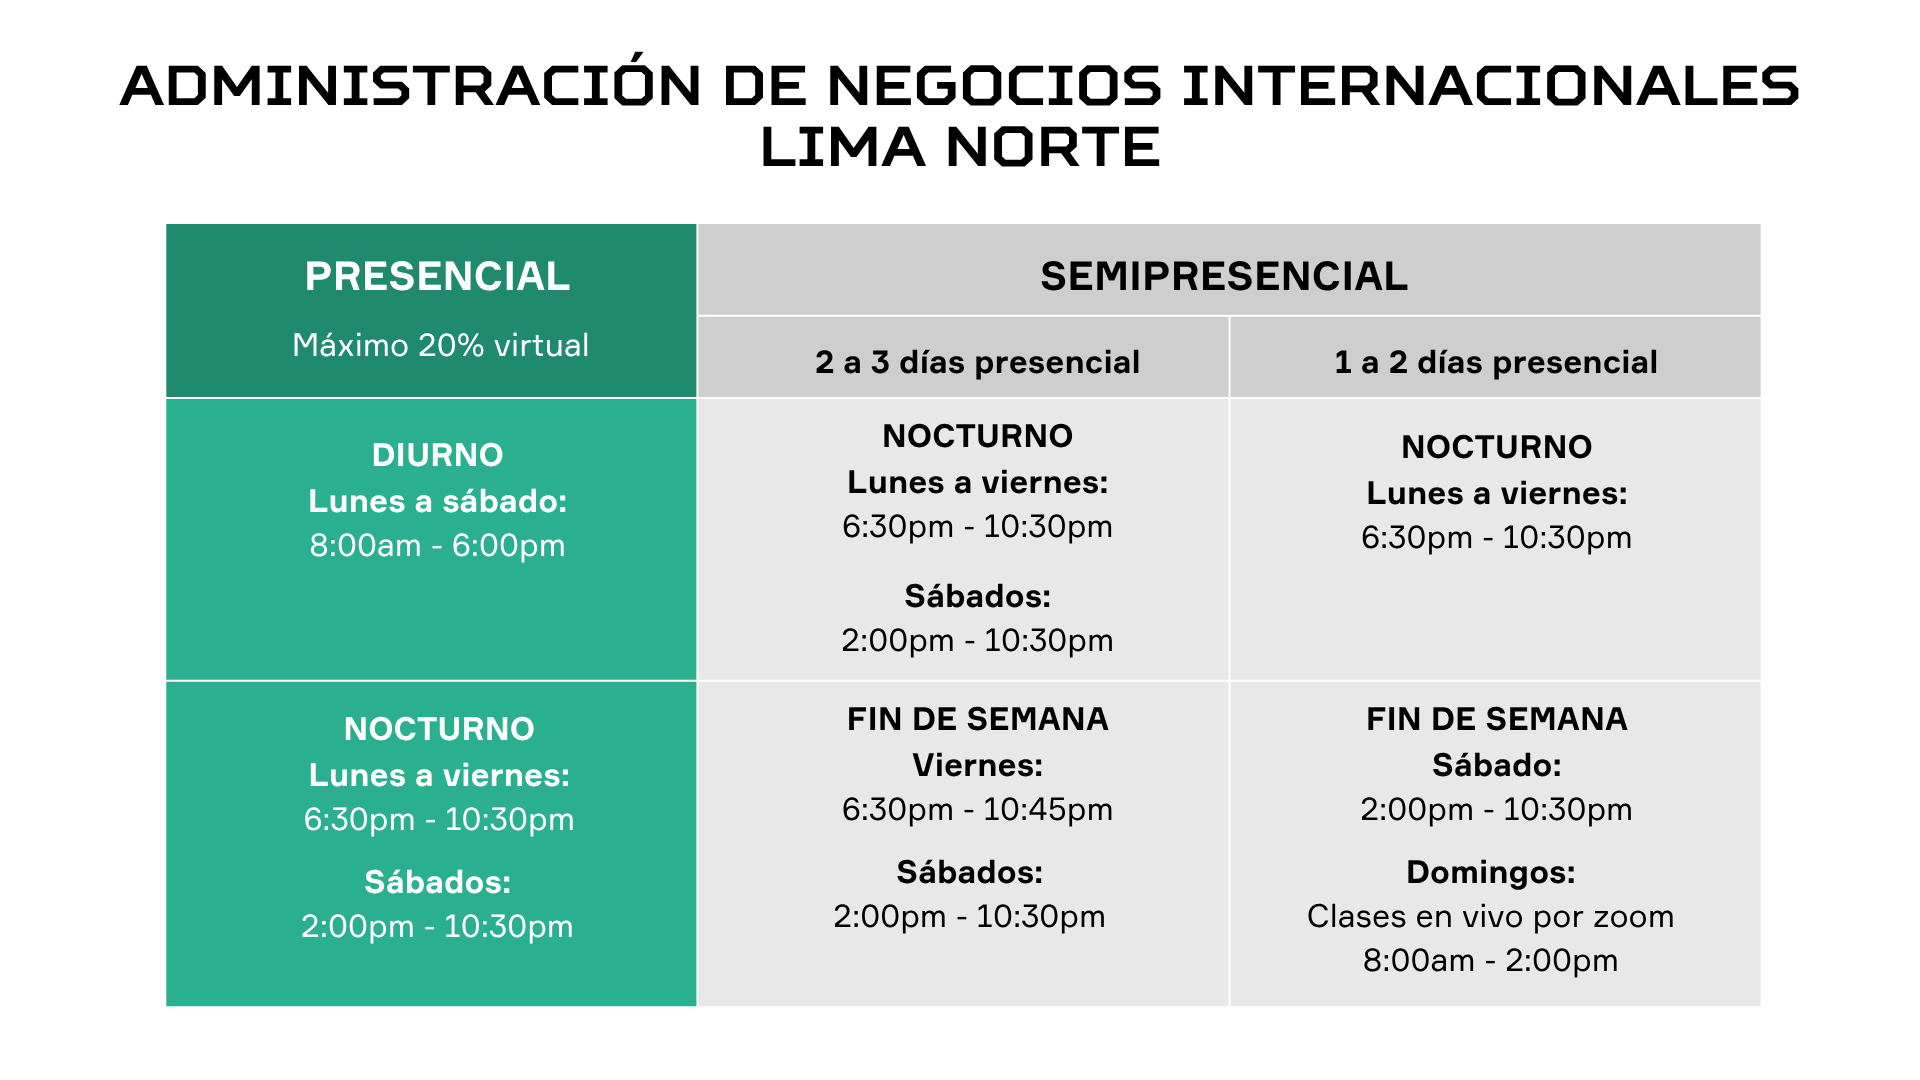 ADMINISTRACIÓN DE NEGOCIOS INTERNACIONALES
LIMA NORTE
PRESENCIAL
Máximo 20% virtual
SEMIPRESENCIAL
2 a 3 días presencial
1 a 2 días presencial
DIURNO
Lunes a sábado:
8:00am - 6:00pm
NOCTURNO
Lunes a viernes:
6:30pm - 10:30pm
Sábados:
2:00pm - 10:30pm
NOCTURNO
Lunes a viernes:
6:30pm - 10:30pm
NOCTURNO
Lunes a viernes:
6:30pm - 10:30pm
Sábados:
2:00pm - 10:30pm
FIN DE SEMANA
Viernes:
6:30pm - 10:45pm
Sábados:
2:00pm - 10:30pm
FIN DE SEMANA
Sábado:
2:00pm - 10:30pm
Domingos:
Clases en vivo por zoom
8:00am - 2:00pm